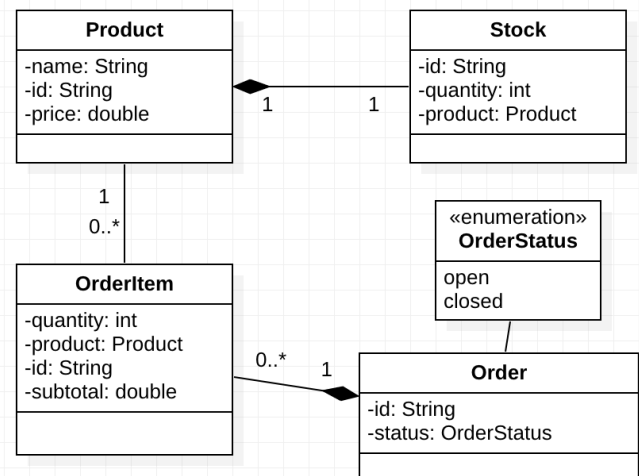 Product
-name: String
-id: String
-price: double
1
1
Stock
-id: String
-quantity: int
-product: Product
1
0..*
«enumeration»
OrderStatus
open
closed
OrderItem
-quantity: int
-product: Product
-id: String
-subtotal: double
0..*
1
Order
-id: String
-status: OrderStatus